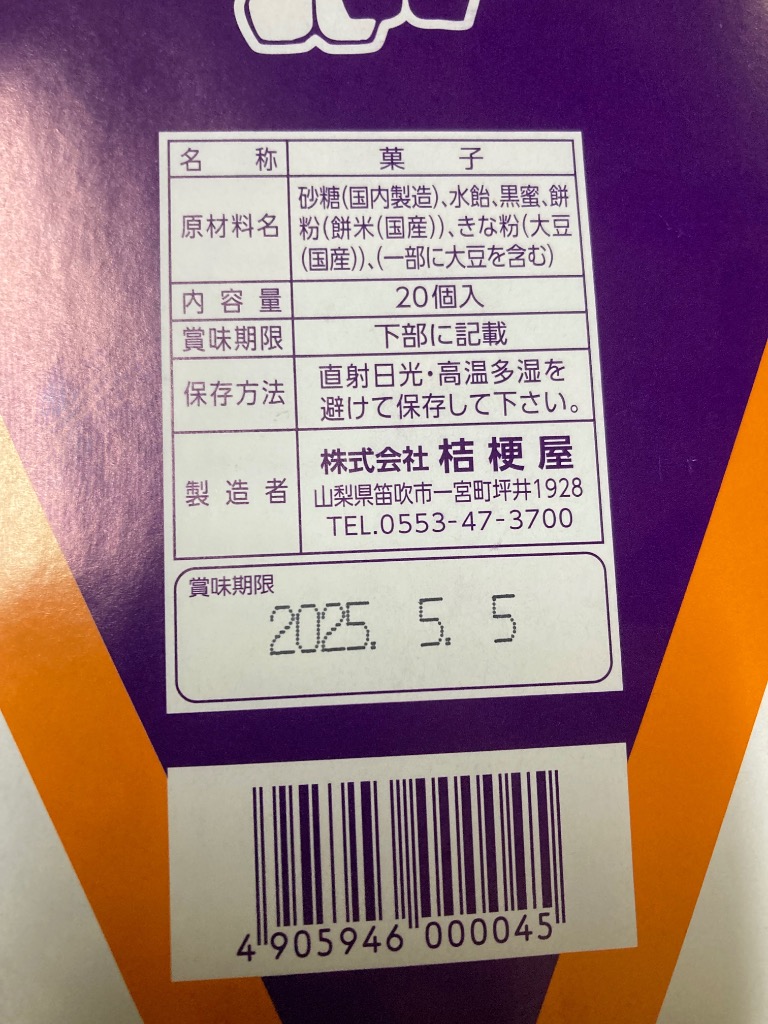 名称 菓子
原材料名 砂糖(国内製造)、水飴、黒蜜、餅
粉(餅米(国産))、きな粉(大豆
(国産))、(一部に大豆を含む)
内容量 20個入
賞味期限 下部に記載
保存方法 直射日光・高温多湿を
避けて保存して下さい。
製造者 株式会社 桔梗屋
山梨県笛吹市一宮町坪井1928
TEL.0553-47-3700
賞味期限
2025. 5. 5
4 905946 000045